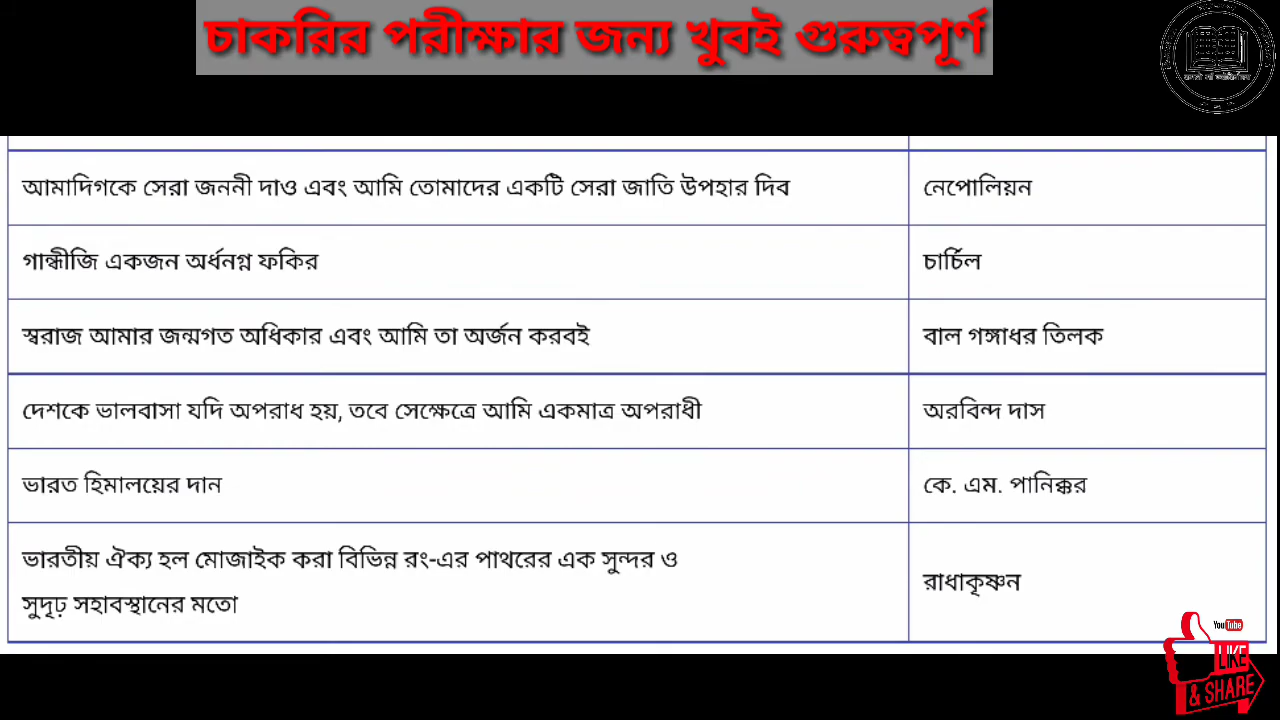 চাকরির পরীক্ষার জন্য খুবই গুরুত্বপূর্ণ
আমাদিগকে সেরা জননী দাও এবং আমি তোমাদের একটি সেরা জাতি উপহার দিব নেপোলিয়ন
গান্ধীজি একজন অর্ধনগ্ন ফকির চার্চিল
স্বরাজ আমার জন্মগত অধিকার এবং আমি তা অর্জন করবই বাল গঙ্গাধর তিলক
দেশকে ভালবাসা যদি অপরাধ হয়, তবে সেক্ষেত্রে আমি একমাত্র অপরাধী অরবিন্দ দাস
ভারত হিমালয়ের দান কে. এম. পানিক্কর
ভারতীয় ঐক্য হল মোজাইক করা বিভিন্ন রং-এর পাথরের এক সুন্দর ও
সুদৃঢ় সহাবস্থানের মতো
রাধাকৃষ্ণন
You Tube
LIKE
& SHARE